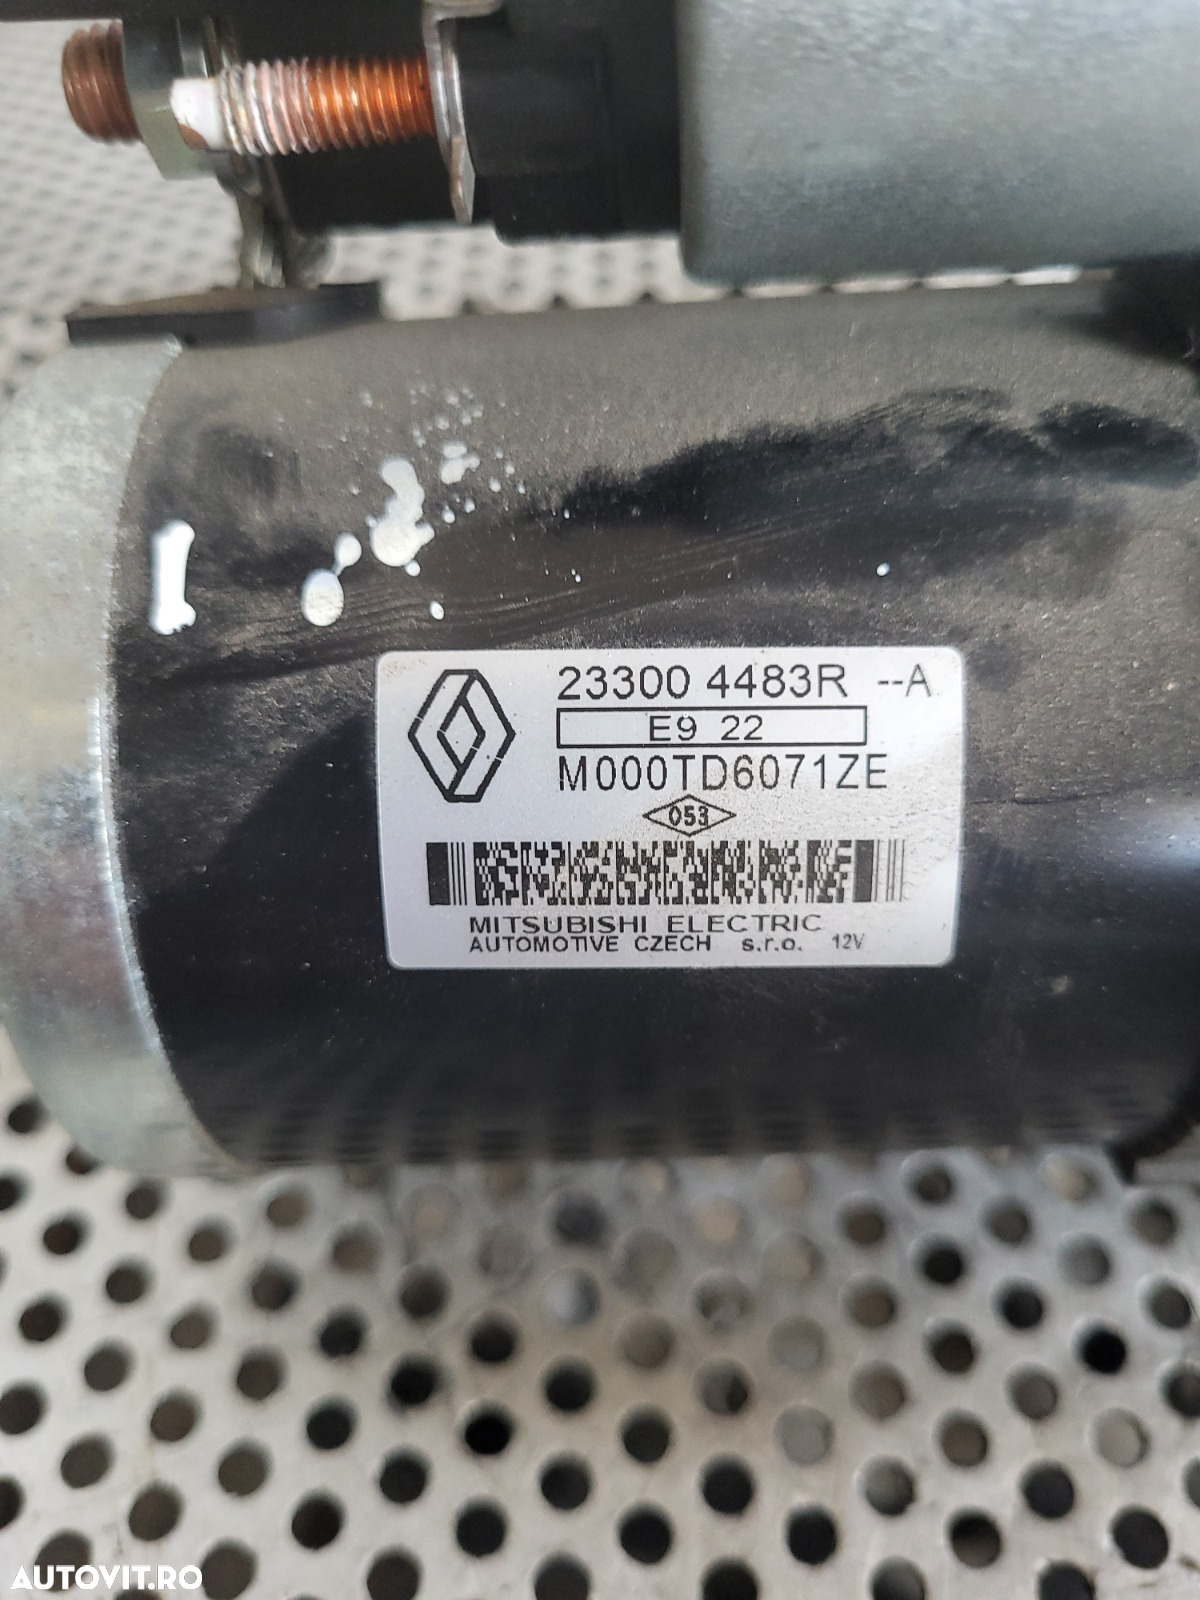 23300 4483R --A
E9 22
M000TD6071ZE
053
MITSUBISHI ELECTRIC
AUTOMOTIVE CZECH s.r.o. 12V
AUTOVIT.RO